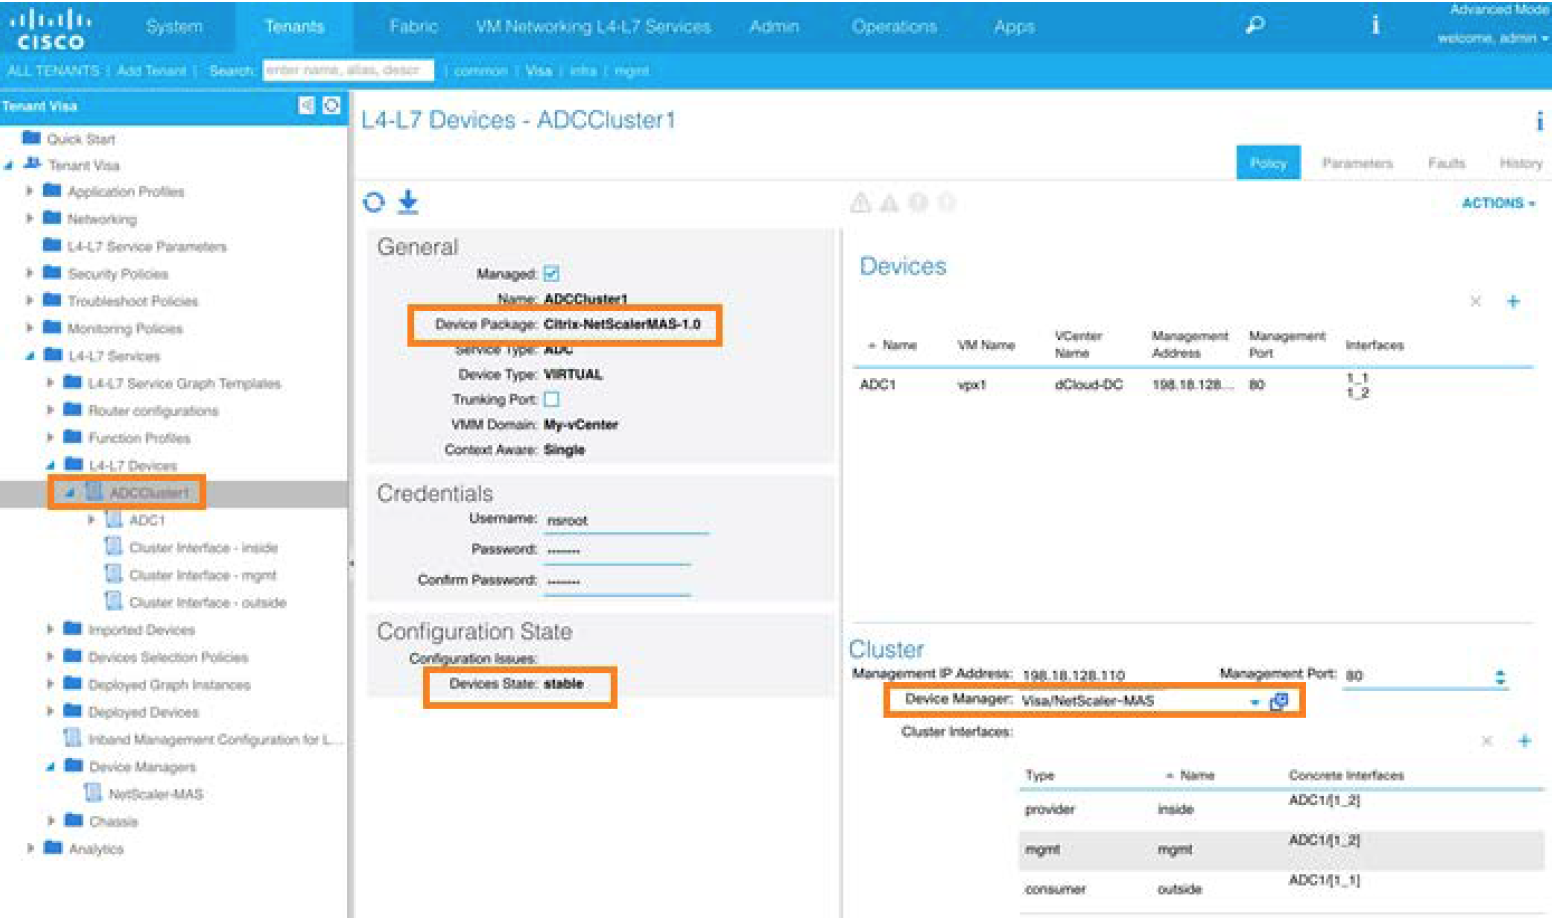 CISCO
System Tenants Fabric VM Networking L4-L7 Services Admin Operations Apps
i
Advanced Mode
welcome, admin
ALL TENANTS | Add Tenant | Search: enter name, alias, descr | common | Visa | infra | mgmt
Tenant Visa
Quick Start
Tenant Visa
Application Profiles
Networking
L4-L7 Service Parameters
Security Policies
Troubleshoot Policies
Monitoring Policies
L4-L7 Services
L4-L7 Service Graph Templates
Router configurations
Function Profiles
L4-L7 Devices
ADCCluster1
ADC1
Cluster Interface - inside
Cluster Interface - mgmt
Cluster Interface - outside
Imported Devices
Devices Selection Policies
Deployed Graph Instances
Deployed Devices
Inband Management Configuration for L...
Device Managers
NetScaler-MAS
Chassis
Analytics
L4-L7 Devices - ADCCluster1
i
Policy Parameters Faults History
ACTIONS
General
Managed:
Name: ADCCluster1
Device Package: Citrix-NetScalerMAS-1.0
Service Type: ADC
Device Type: VIRTUAL
Trunking Port:
VMM Domain: My-vCenter
Context Aware: Single
Credentials
Username: nsroot
Password: -------
Confirm Password: -------
Configuration State
Configuration Issues:
Devices State: stable
Devices
Name VM Name VCenter Name Management Address Management Port Interfaces
ADC1 vpx1 dCloud-DC 198.18.128... 80 1_1
1_2
Cluster
Management IP Address: 198.18.128.110 Management Port: 80
Device Manager: Visa/NetScaler-MAS
Cluster Interfaces:
Type Name Concrete Interfaces
provider inside ADC1/[1_2]
mgmt mgmt ADC1/[1_2]
consumer outside ADC1/[1_1]